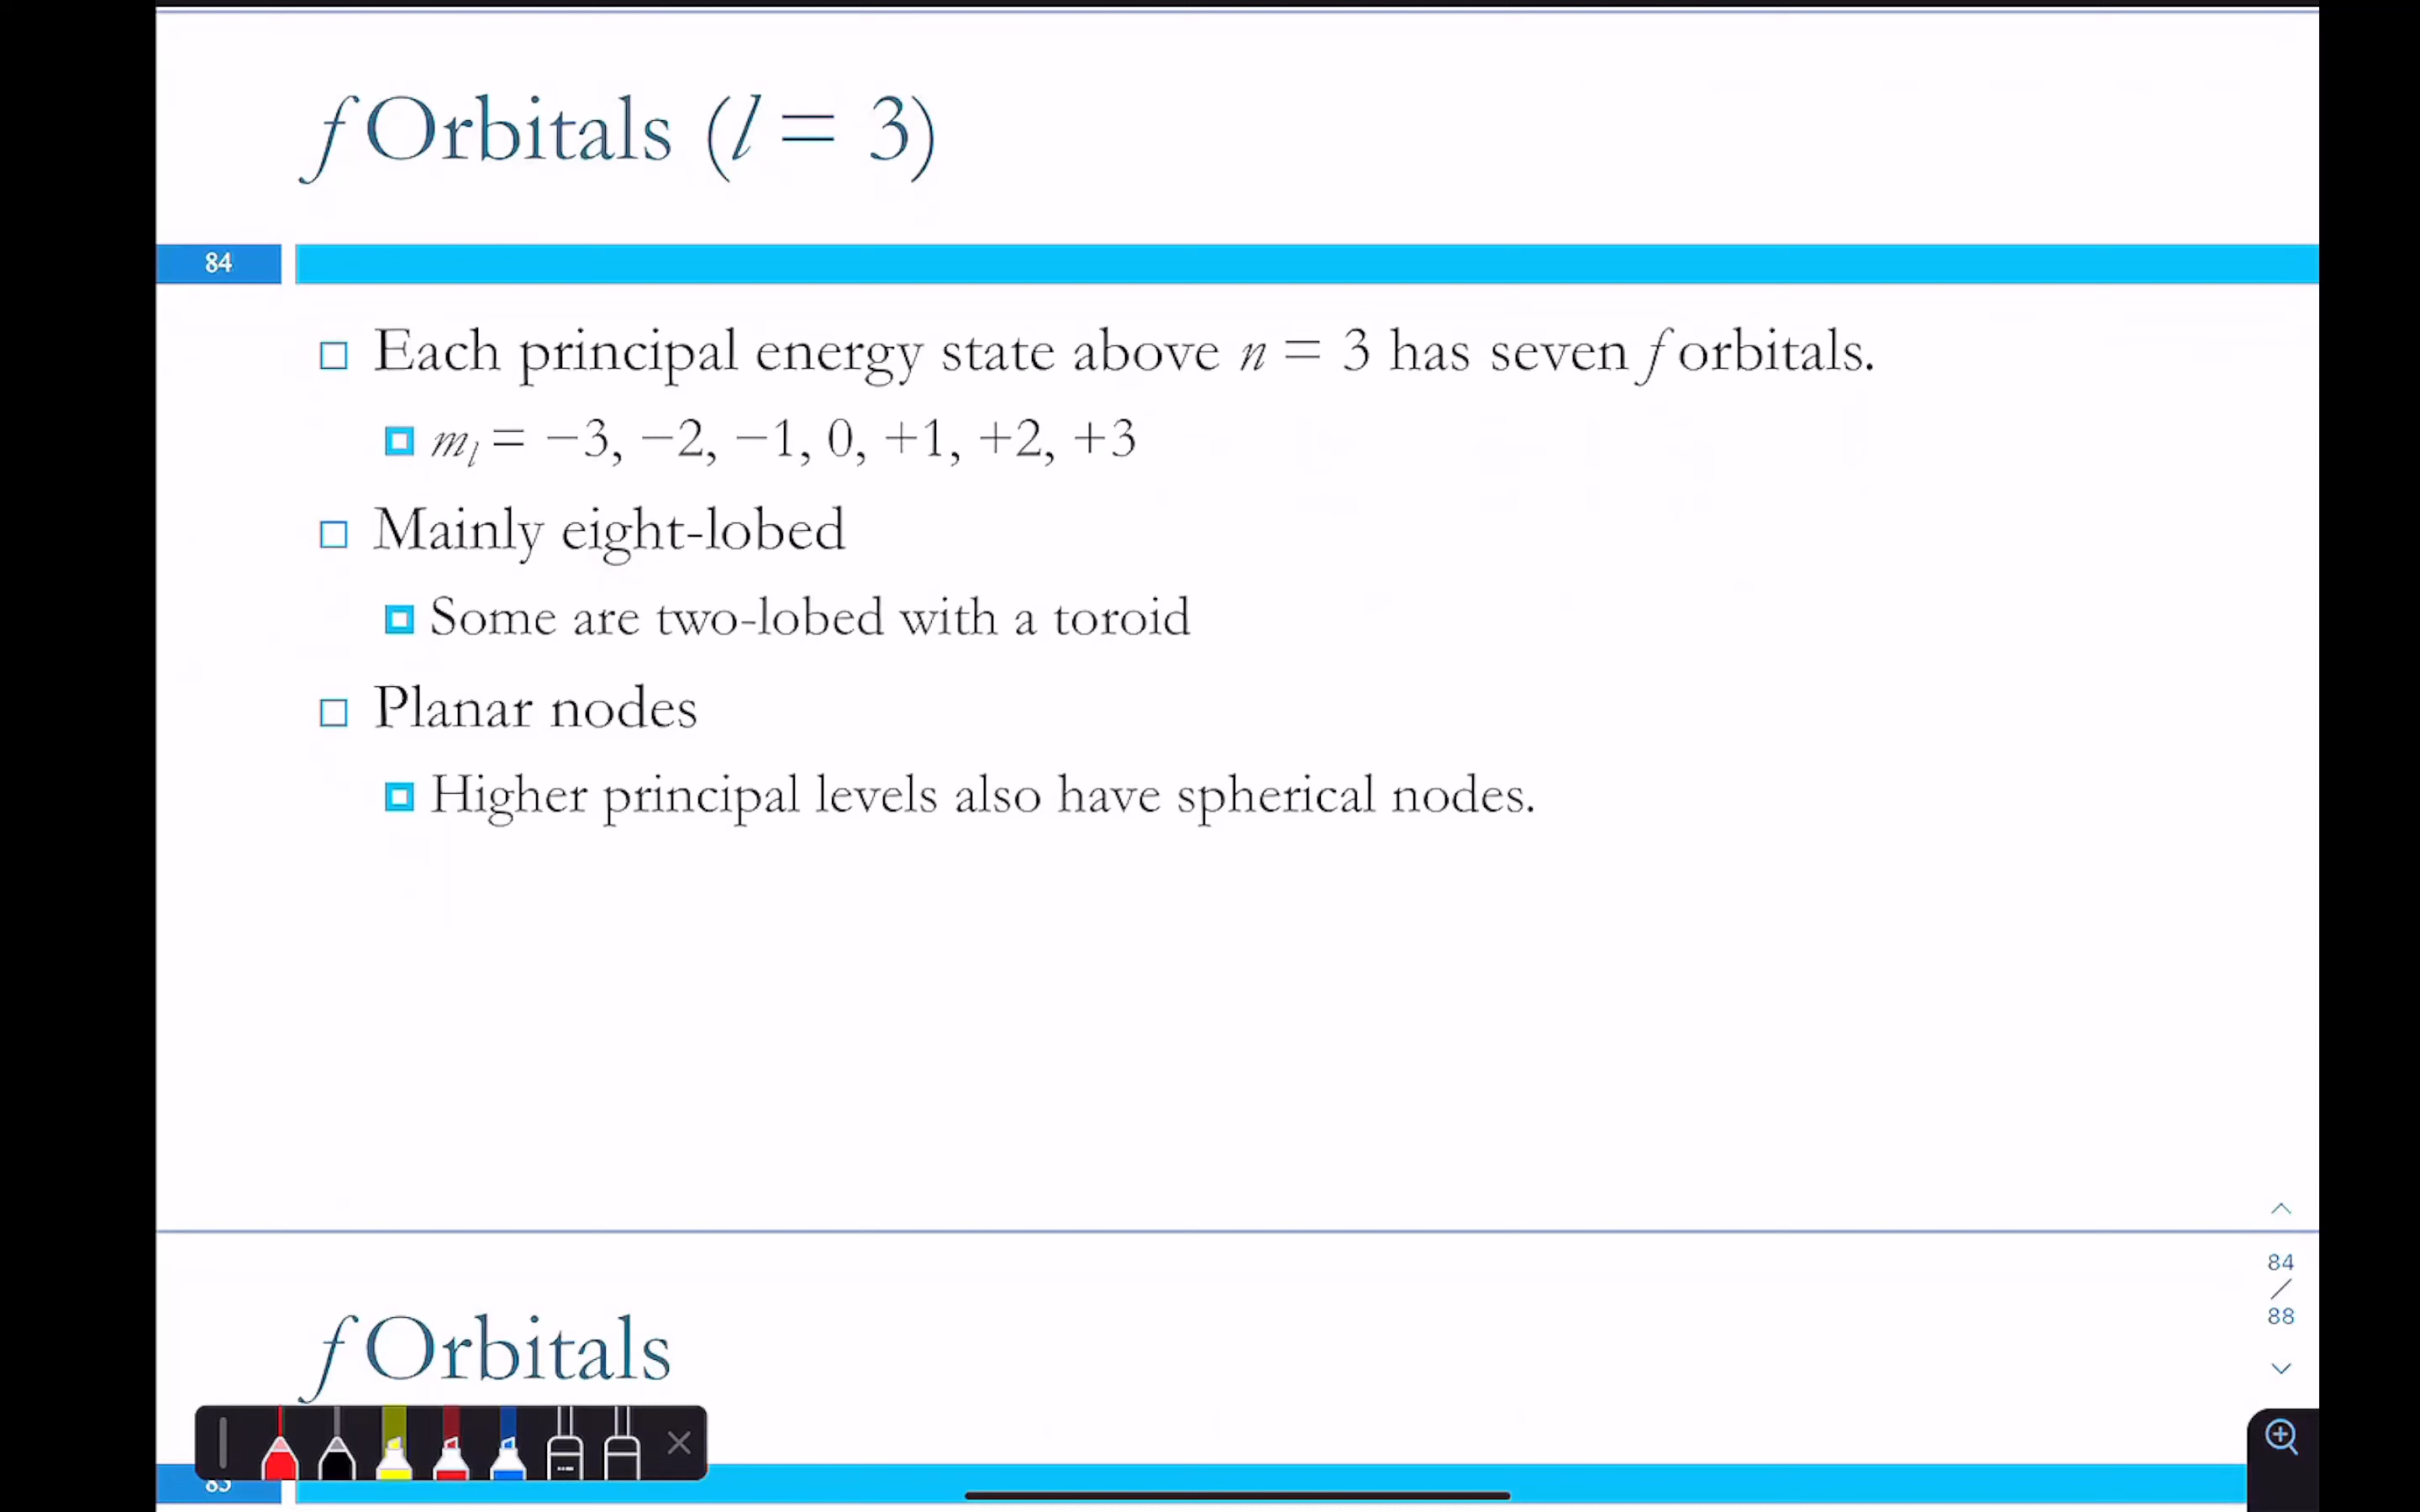 f Orbitals (l = 3)
84
Each principal energy state above n = 3 has seven f orbitals.
mₗ = −3, −2, −1, 0, +1, +2, +3
Mainly eight-lobed
Some are two-lobed with a toroid
Planar nodes
Higher principal levels also have spherical nodes.
84
/
88
f Orbitals
85